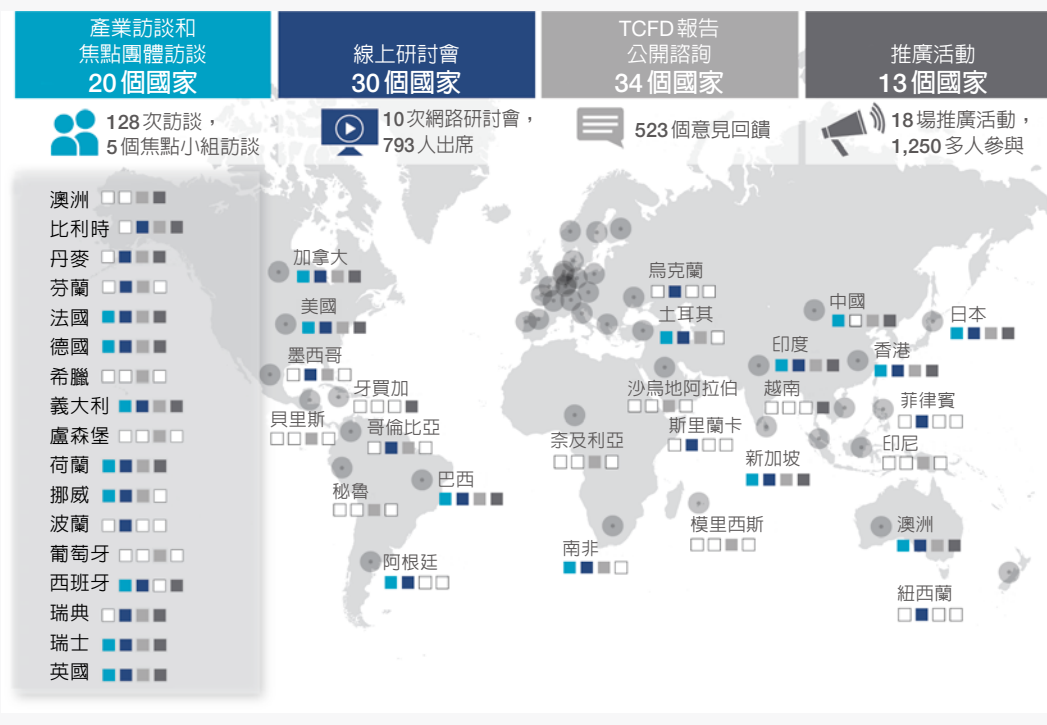 產業訪談和
焦點團體訪談
20個國家
線上研討會
30個國家
TCFD報告
公開諮詢
34個國家
推廣活動
13個國家
128次訪談，
5個焦點小組訪談
10次網路研討會，
793人出席
523個意見回饋
18場推廣活動，
1,250多人參與
澳洲
比利時
丹麥
芬蘭
法國
德國
希臘
義大利
盧森堡
荷蘭
挪威
波蘭
葡萄牙
西班牙
瑞典
瑞士
英國
加拿大
美國
墨西哥
牙買加
貝里斯
哥倫比亞
秘魯
巴西
阿根廷
烏克蘭
土耳其
沙烏地阿拉伯
奈及利亞
南非
模里西斯
斯里蘭卡
印度
中國
日本
香港
越南
菲律賓
印尼
新加坡
澳洲
紐西蘭